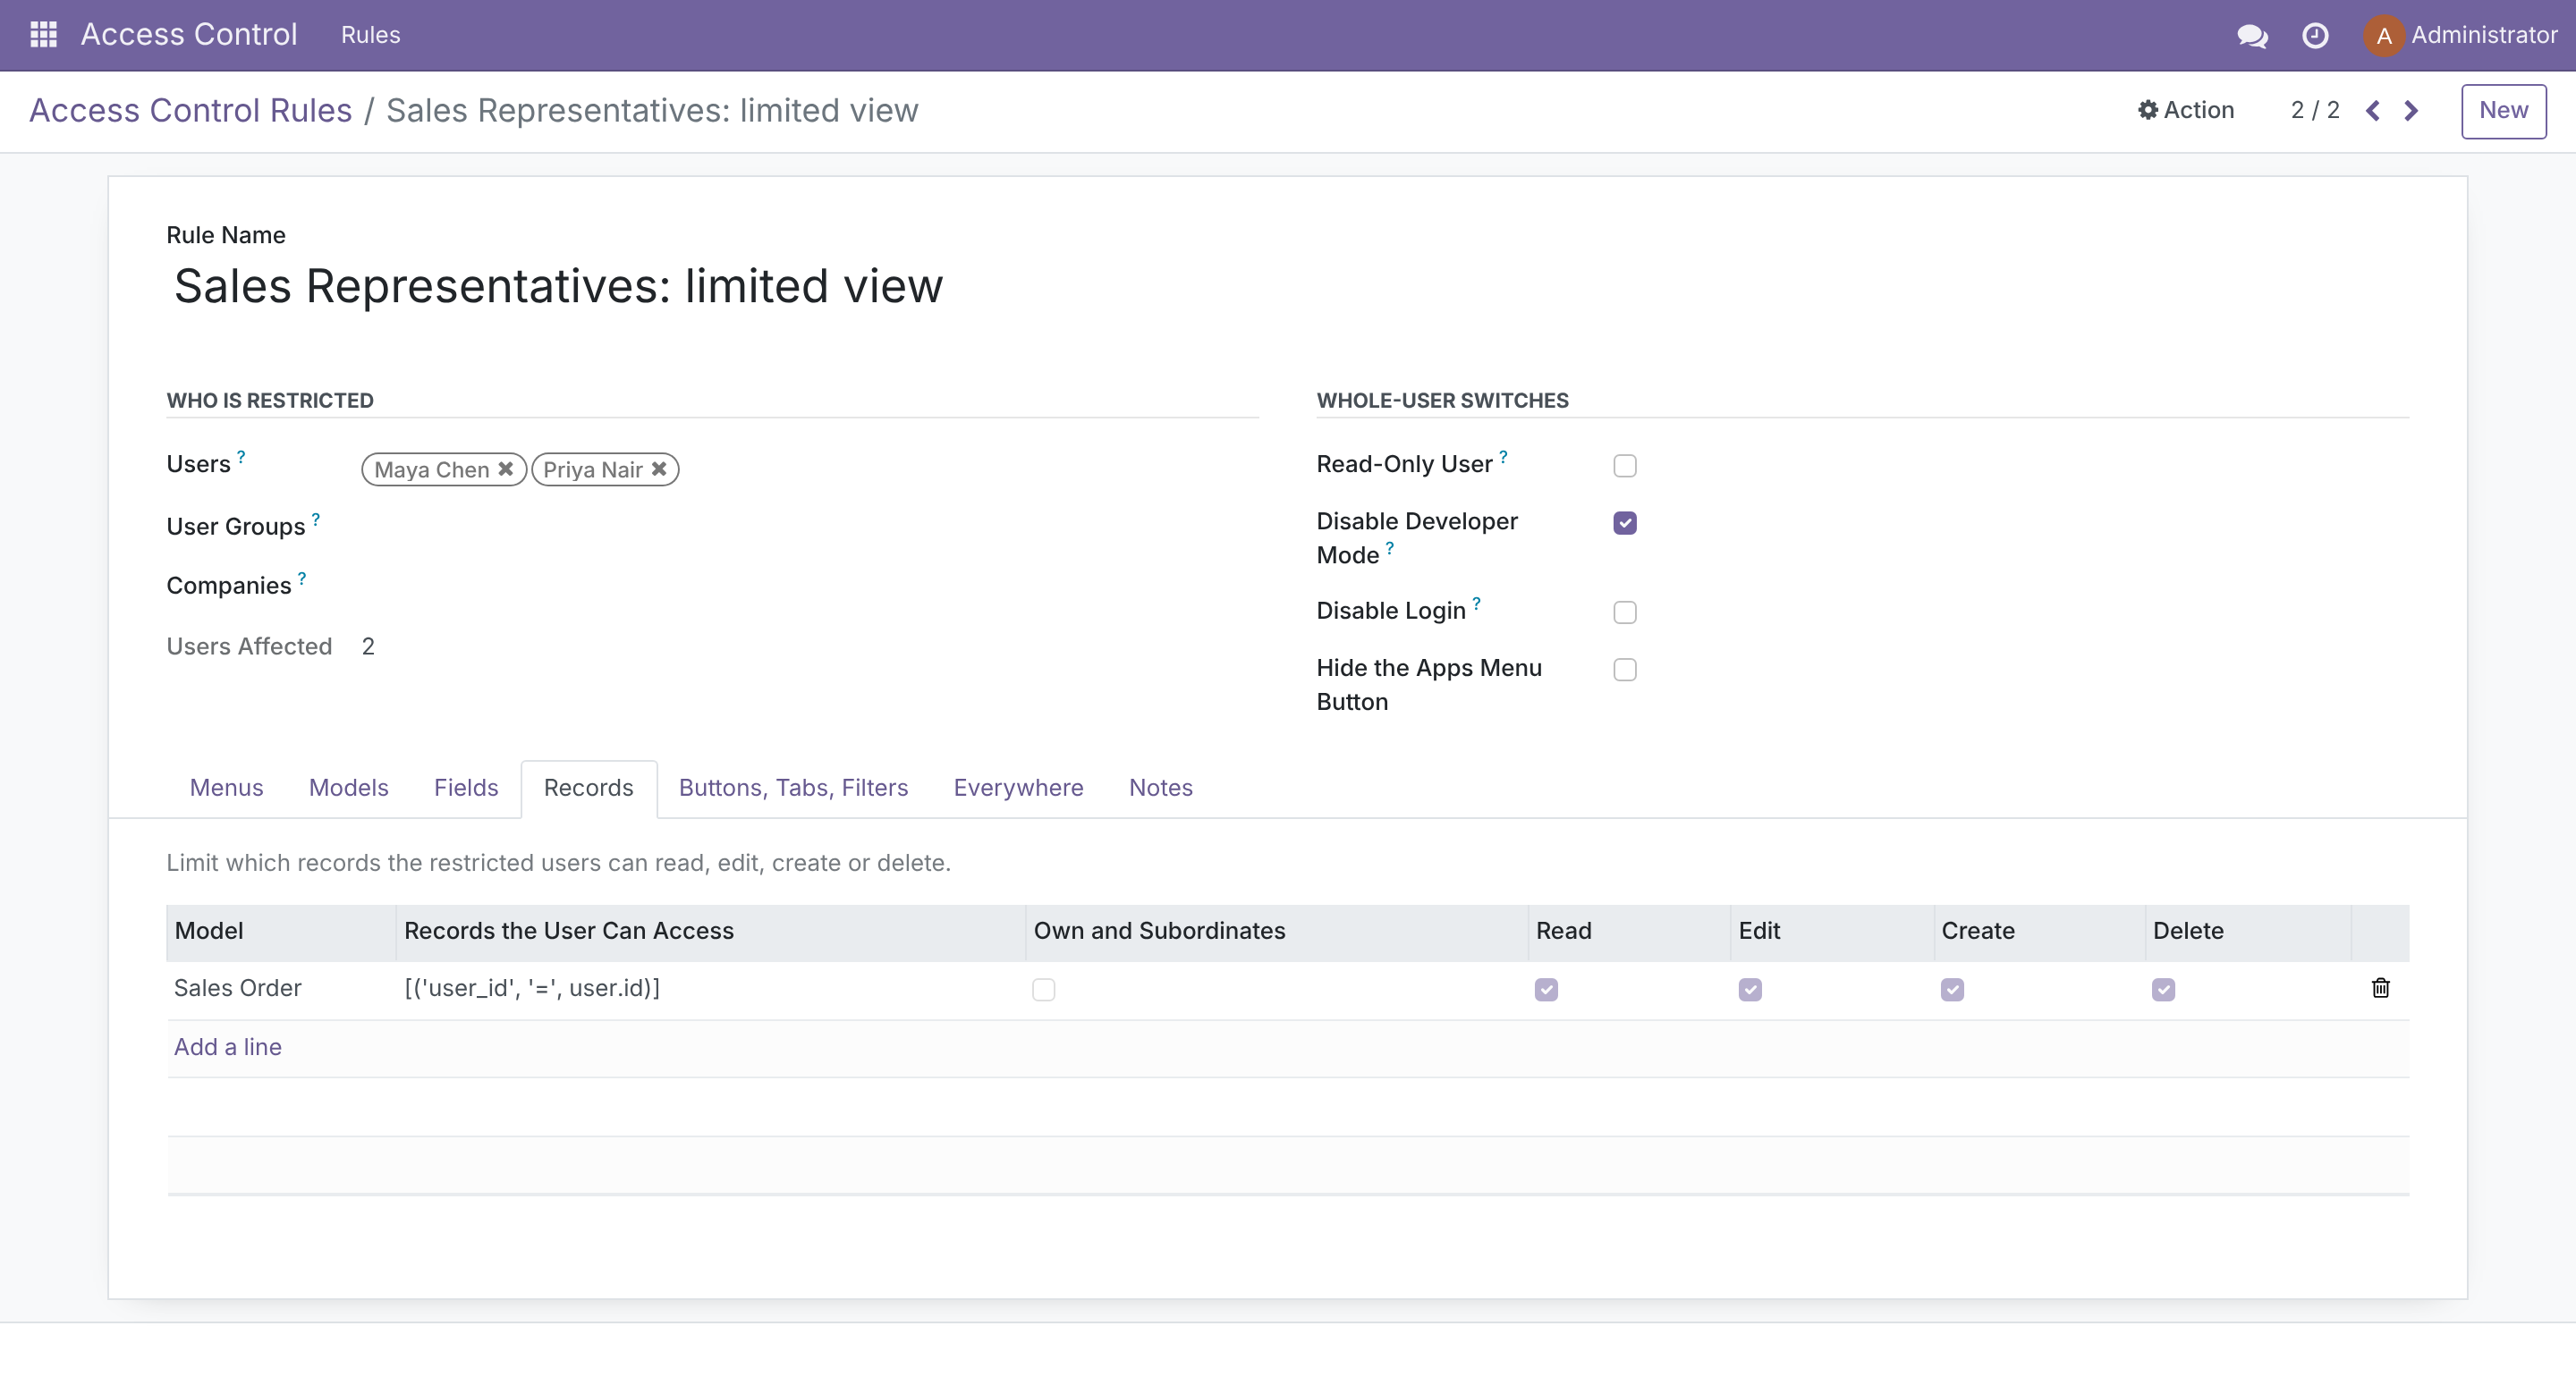 Access Control Rules A Administrator
Access Control Rules / Sales Representatives: limited view Action 2 / 2 New
Rule Name
Sales Representatives: limited view
WHO IS RESTRICTED
Users ? Maya Chen Priya Nair
User Groups ?
Companies ?
Users Affected 2
WHOLE-USER SWITCHES
Read-Only User ?
Disable Developer
Mode ?
Disable Login ?
Hide the Apps Menu
Button
Menus Models Fields Records Buttons, Tabs, Filters Everywhere Notes
Limit which records the restricted users can read, edit, create or delete.
Model Records the User Can Access Own and Subordinates Read Edit Create Delete
Sales Order [('user_id', '=', user.id)]
Add a line